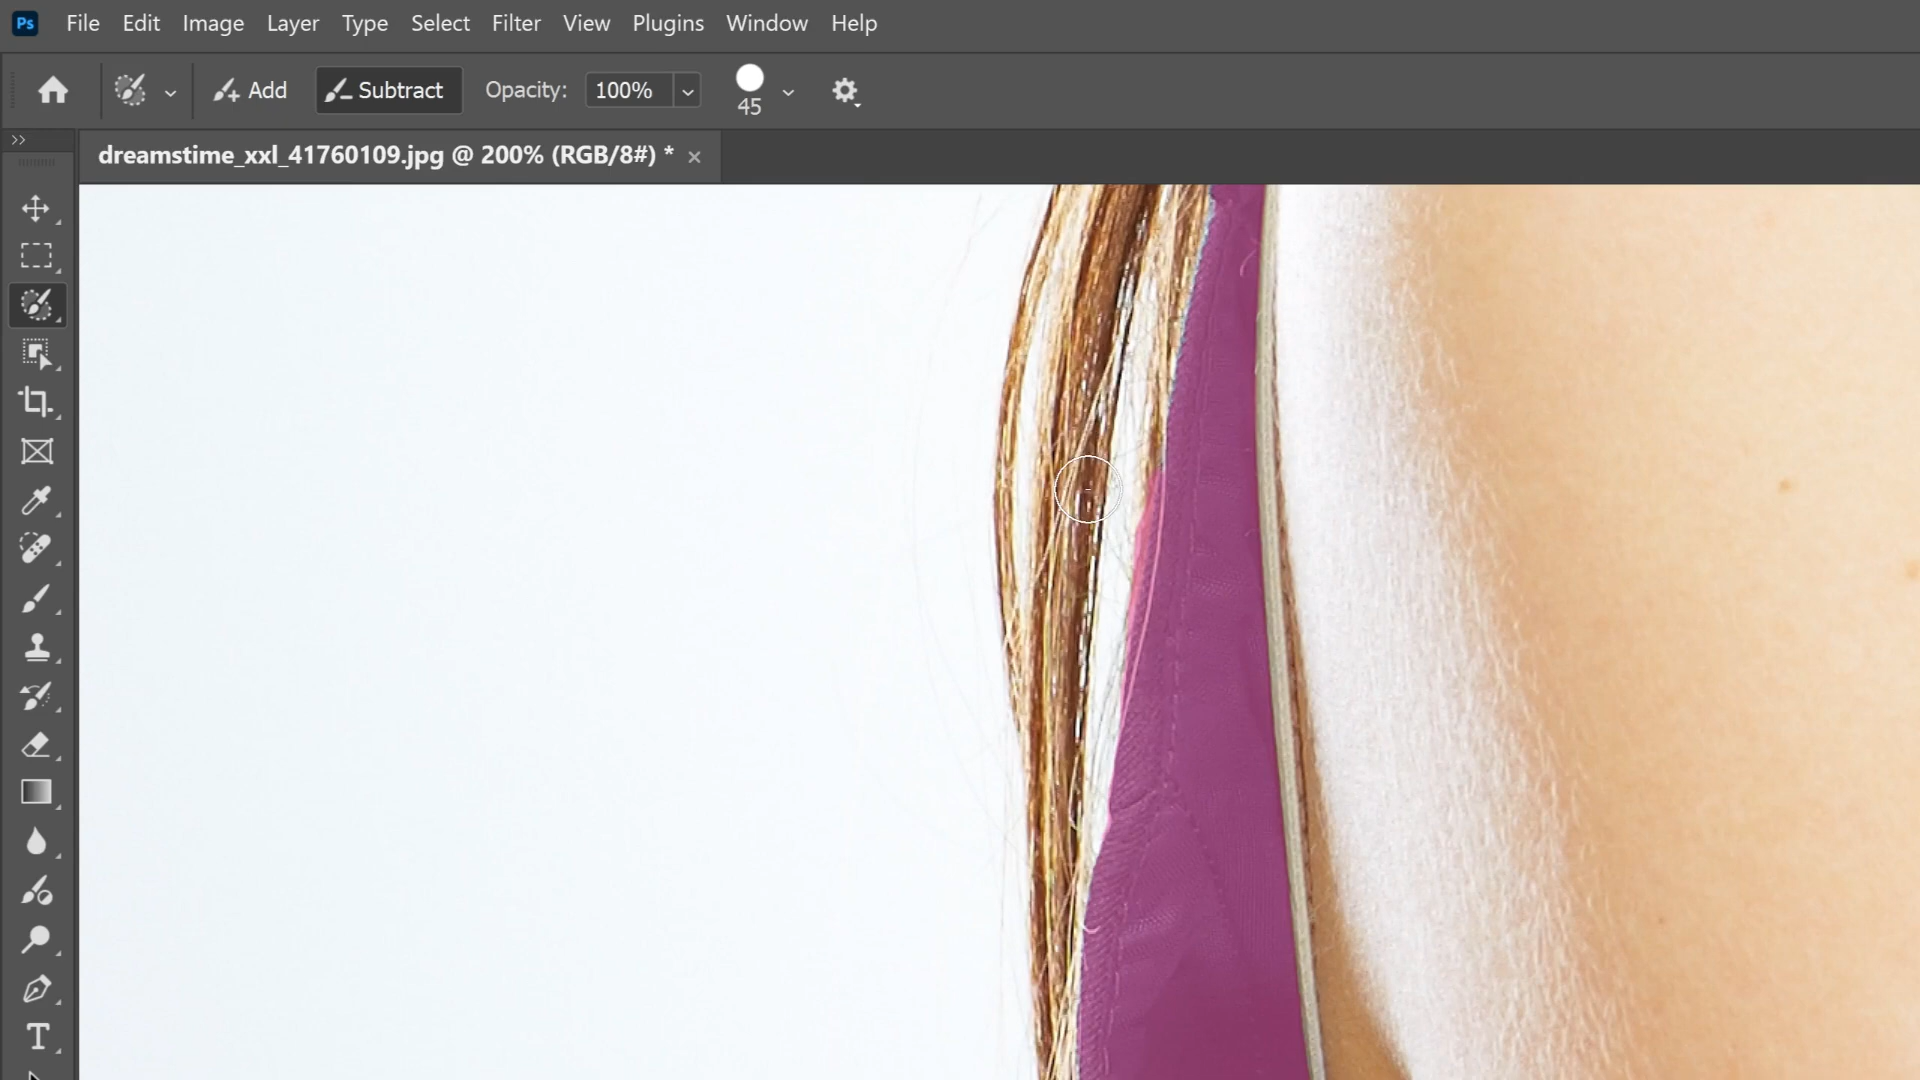 Ps File Edit Image Layer Type Select Filter View Plugins Window Help
Add Subtract Opacity: 100% 45
dreamstime_xxl_41760109.jpg @ 200% (RGB/8#) * ×
T